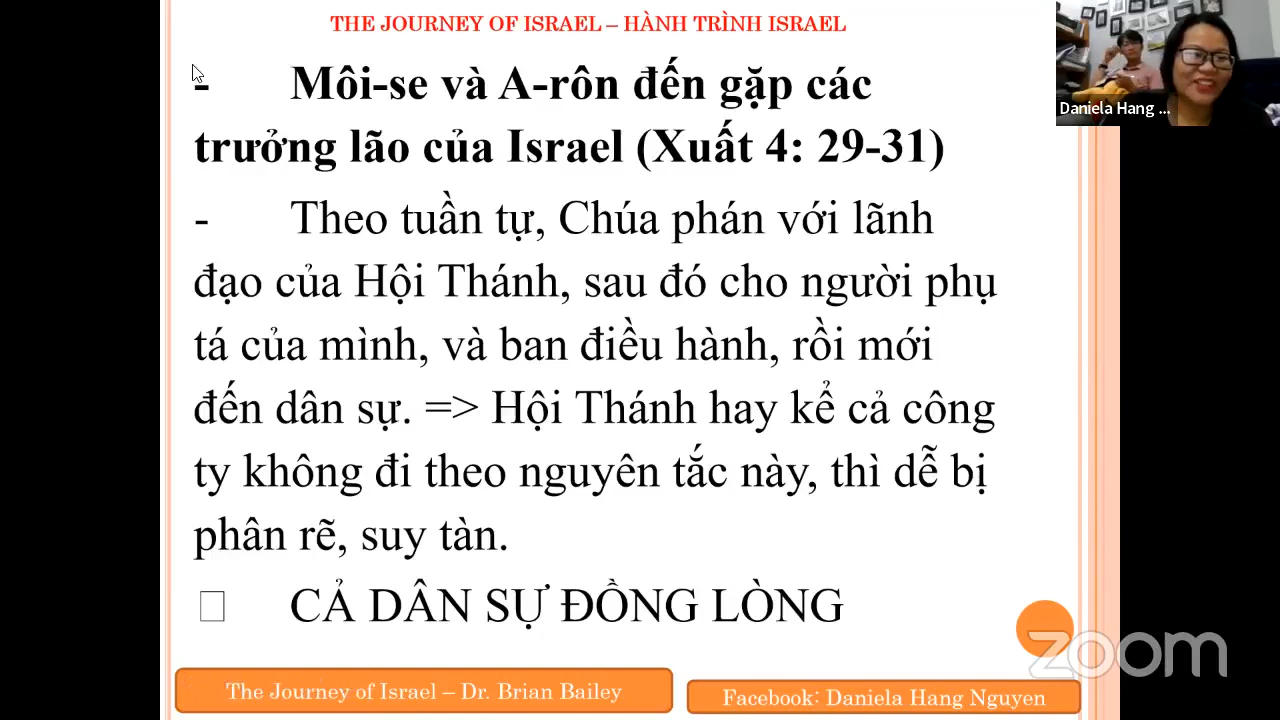 THE JOURNEY OF ISRAEL – HÀNH TRÌNH ISRAEL
- Môi-se và A-rôn đến gặp các
trưởng lão của Israel (Xuất 4: 29-31)
- Theo tuần tự, Chúa phán với lãnh
đạo của Hội Thánh, sau đó cho người phụ
tá của mình, và ban điều hành, rồi mới
đến dân sự. => Hội Thánh hay kể cả công
ty không đi theo nguyên tắc này, thì dễ bị
phân rẽ, suy tàn.
□ CẢ DÂN SỰ ĐỒNG LÒNG
The Journey of Israel – Dr. Brian Bailey
Facebook: Daniela Hang Nguyen
Daniela Hang ...
zoom